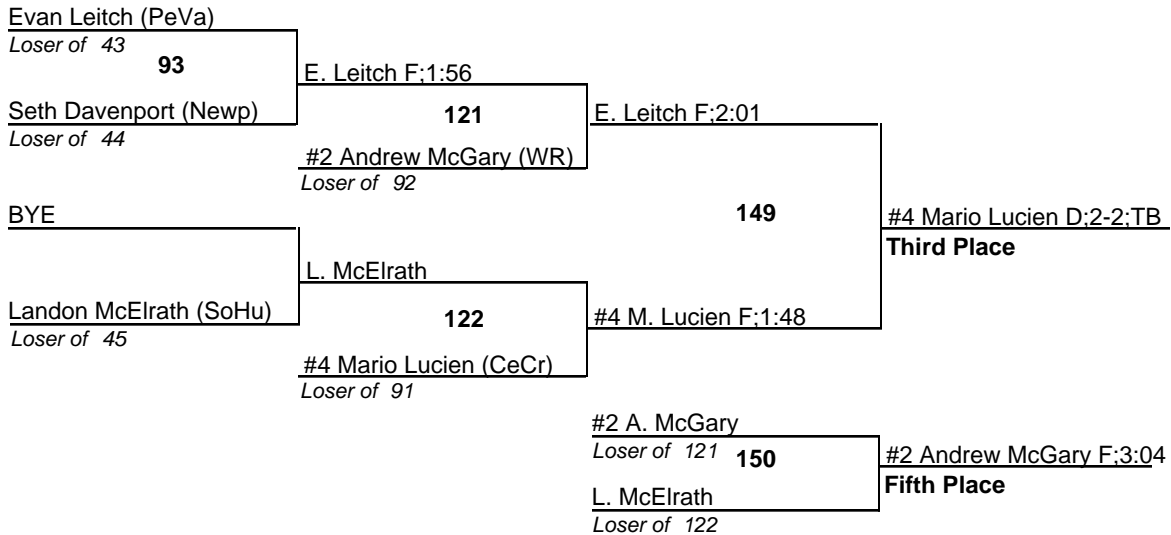 Evan Leitch (PeVa)
Loser of 43
93
E. Leitch F;1:56
Seth Davenport (Newp)
Loser of 44
121
E. Leitch F;2:01
#2 Andrew McGary (WR)
Loser of 92
BYE
149
#4 Mario Lucien D;2-2;TB
Third Place
L. McElrath
Landon McElrath (SoHu)
Loser of 45
122
#4 M. Lucien F;1:48
#4 Mario Lucien (CeCr)
Loser of 91
#2 A. McGary
Loser of 121
150
#2 Andrew McGary F;3:04
Fifth Place
L. McElrath
Loser of 122